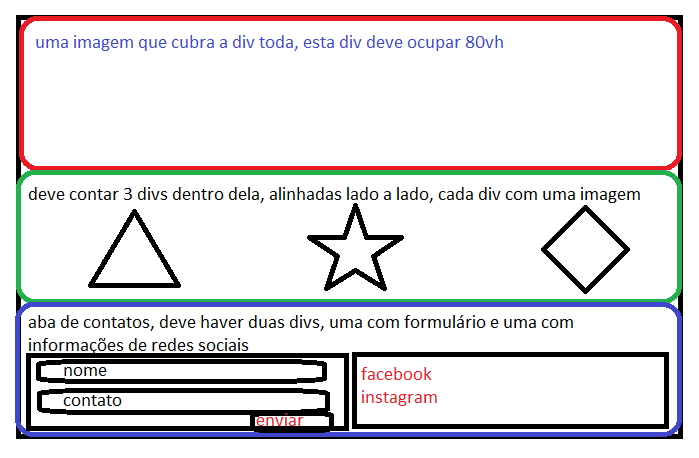 uma imagem que cubra a div toda, esta div deve ocupar 80vh
deve contar 3 divs dentro dela, alinhadas lado a lado, cada div com uma imagem
aba de contatos, deve haver duas divs, uma com formulário e uma com
informações de redes sociais
nome
contato
enviar
facebook
instagram